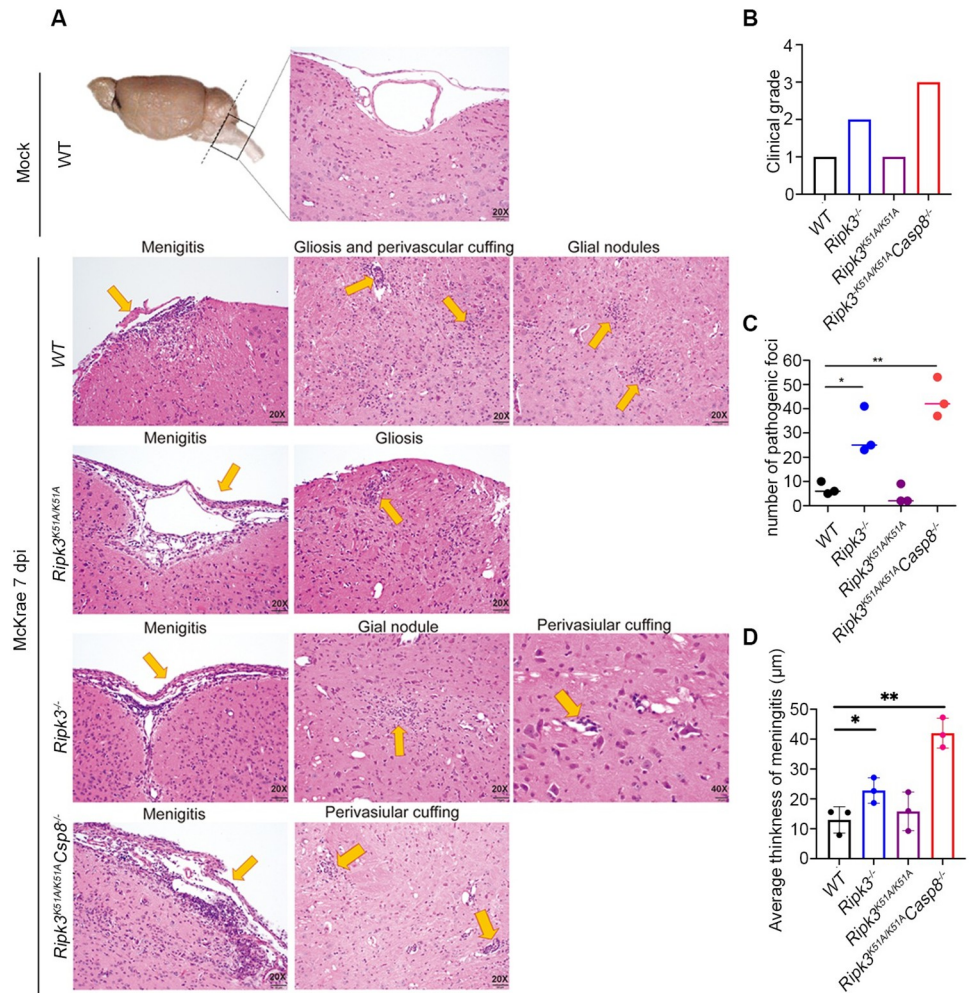 A
Mock
WT
20X
McKrae 7 dpi
WT
Menigitis
Gliosis and perivascular cuffing
Glial nodules
20X
20X
20X
Ripk3K51A/K51A
Menigitis
Gliosis
20X
20X
Ripk3-/-
Menigitis
Gial nodule
Perivasiular cuffing
20X
20X
40X
Ripk3K51A/K51ACsp8-/-
Menigitis
Perivasiular cuffing
20X
20X
B
Clinical grade
4
3
2
1
0
WT
Ripk3-/-
Ripk3K51A/K51A
Ripk3-K51A/K51ACasp8-/-
C
number of pathogenic foci
60
50
40
30
20
10
0
*
**
WT
Ripk3-/-
Ripk3K51A/K51A
Ripk3K51A/K51ACasp8-/-
D
Average thinkness of meningitis (µm)
50
40
30
20
10
0
*
**
WT
Ripk3-/-
Ripk3K51A/K51A
Ripk3K51A/K51ACasp8-/-